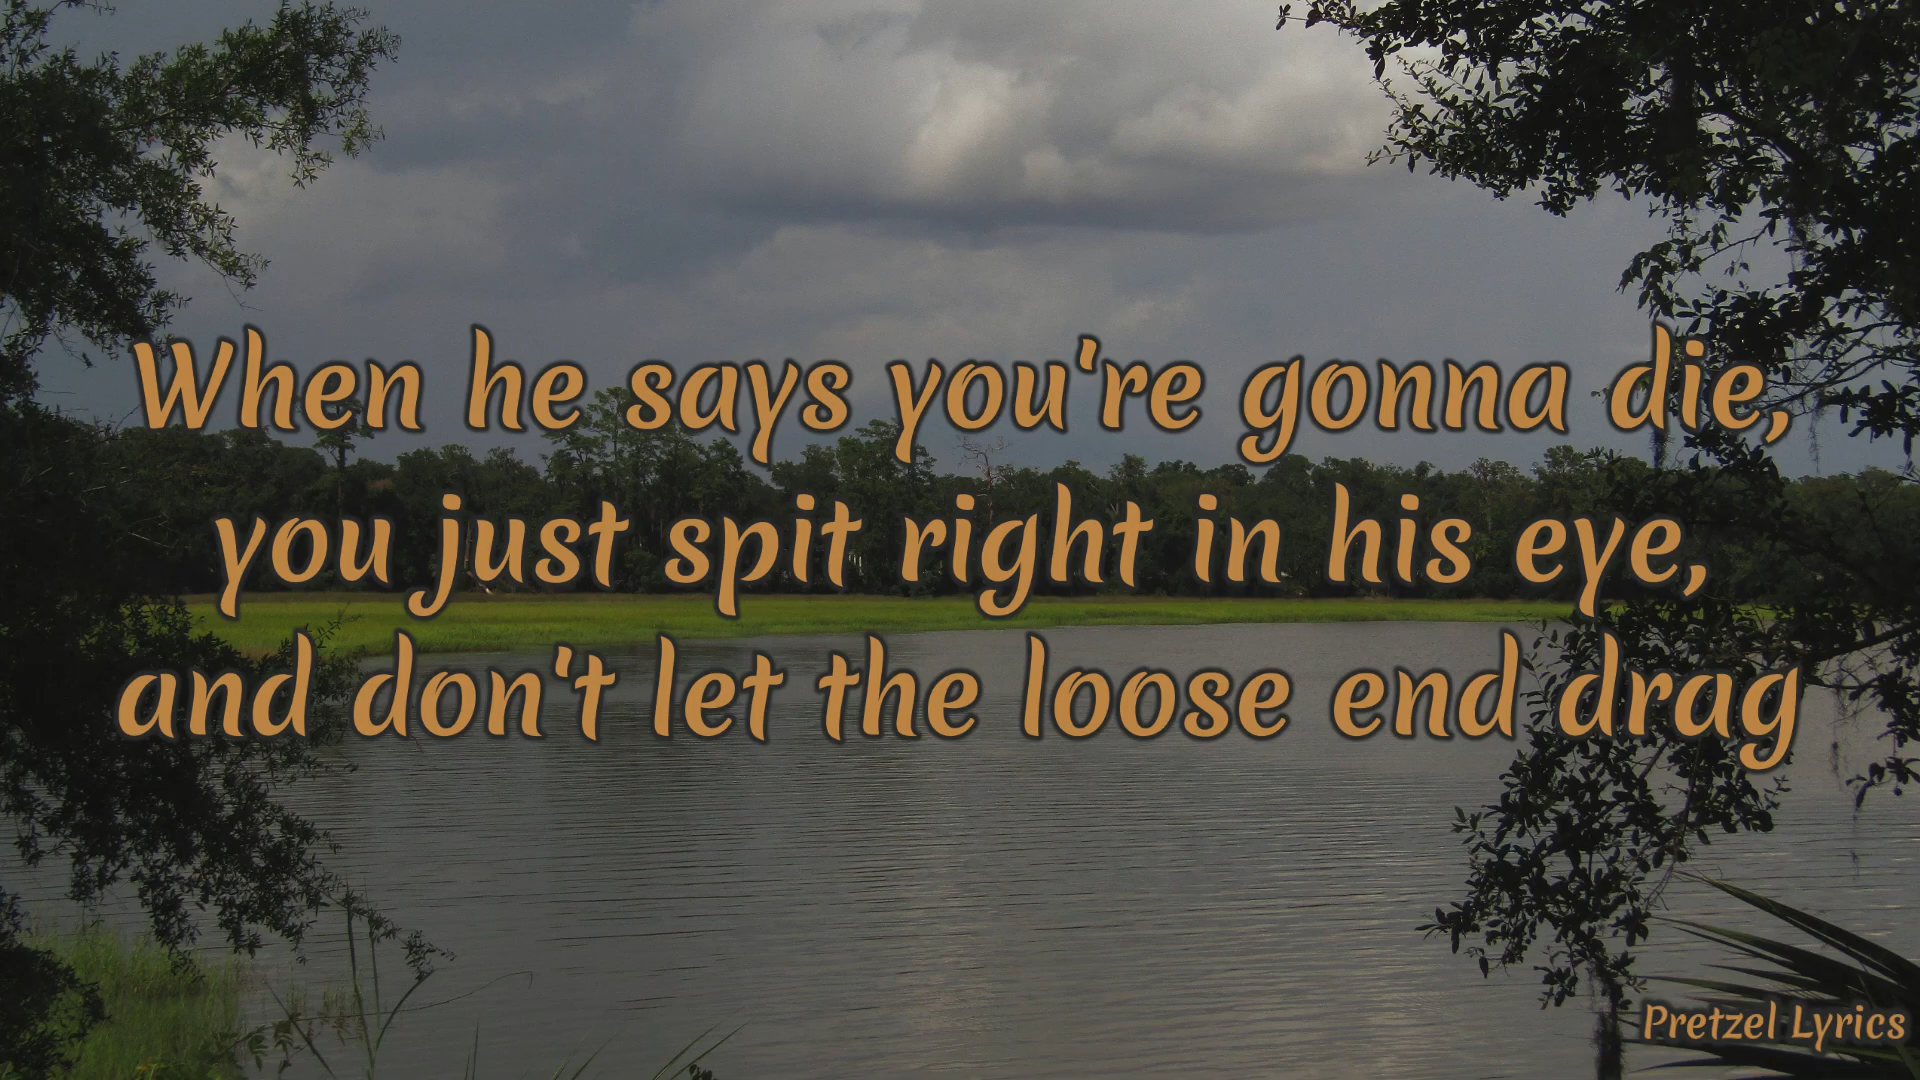 When he says you're gonna die,
you just spit right in his eye,
and don't let the loose end drag
Pretzel Lyrics